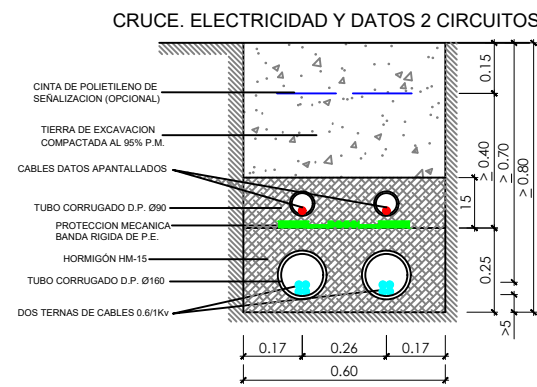 CRUCE. ELECTRICIDAD Y DATOS 2 CIRCUITOS
CINTA DE POLIETILENO DE
SEÑALIZACION (OPCIONAL)
TIERRA DE EXCAVACION
COMPACTADA AL 95% P.M.
CABLES DATOS APANTALLADOS
TUBO CORRUGADO D.P. Ø90
PROTECCION MECANICA
BANDA RIGIDA DE P.E.
HORMIGÓN HM-15
TUBO CORRUGADO D.P. Ø160
DOS TERNAS DE CABLES 0.6/1Kv
0.15
≥0.40
≥0.70
≥0.80
15
0.25
>5
0.17
0.26
0.17
0.60